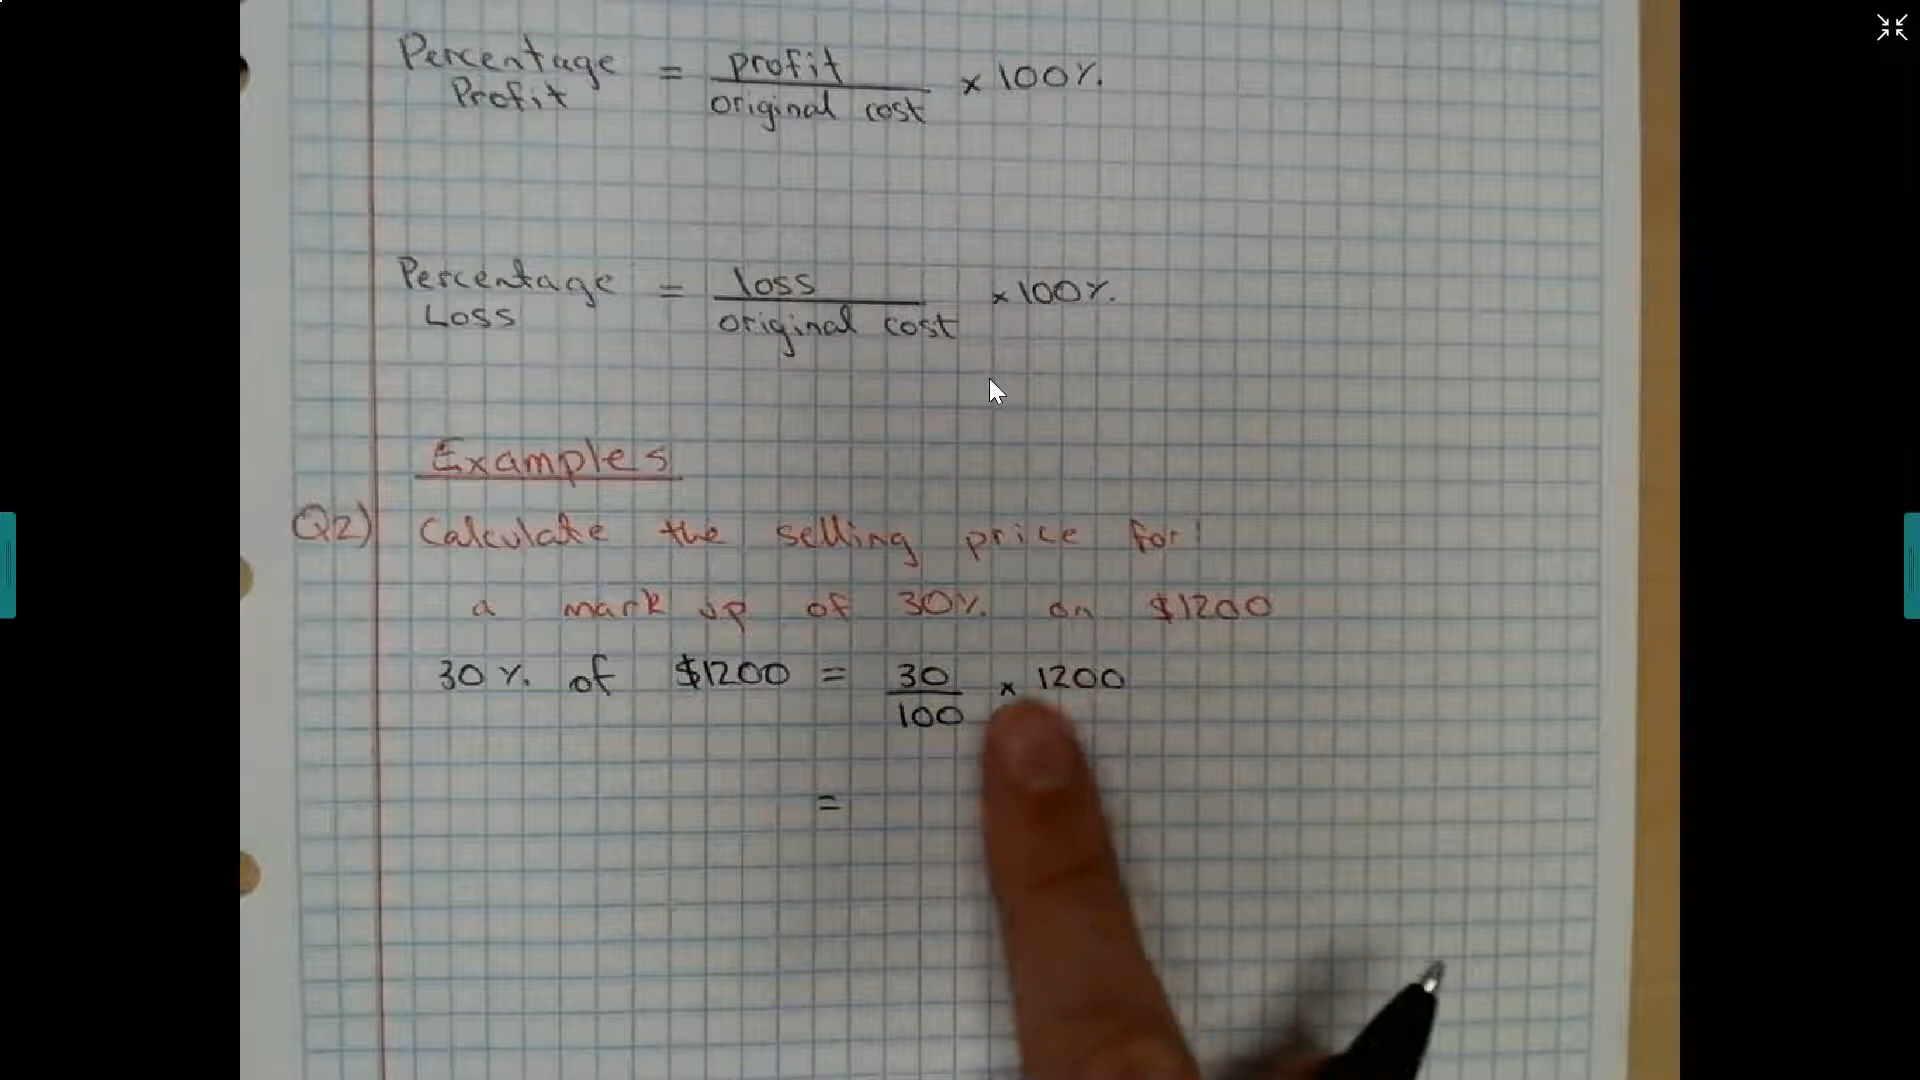 Percentage Profit = profit / original cost × 100%
Percentage Loss = loss / original cost × 100%
Examples
Q2) Calculate the selling price for:
a mark up of 30% on $1200
30% of $1200 = 30/100 × 1200
=